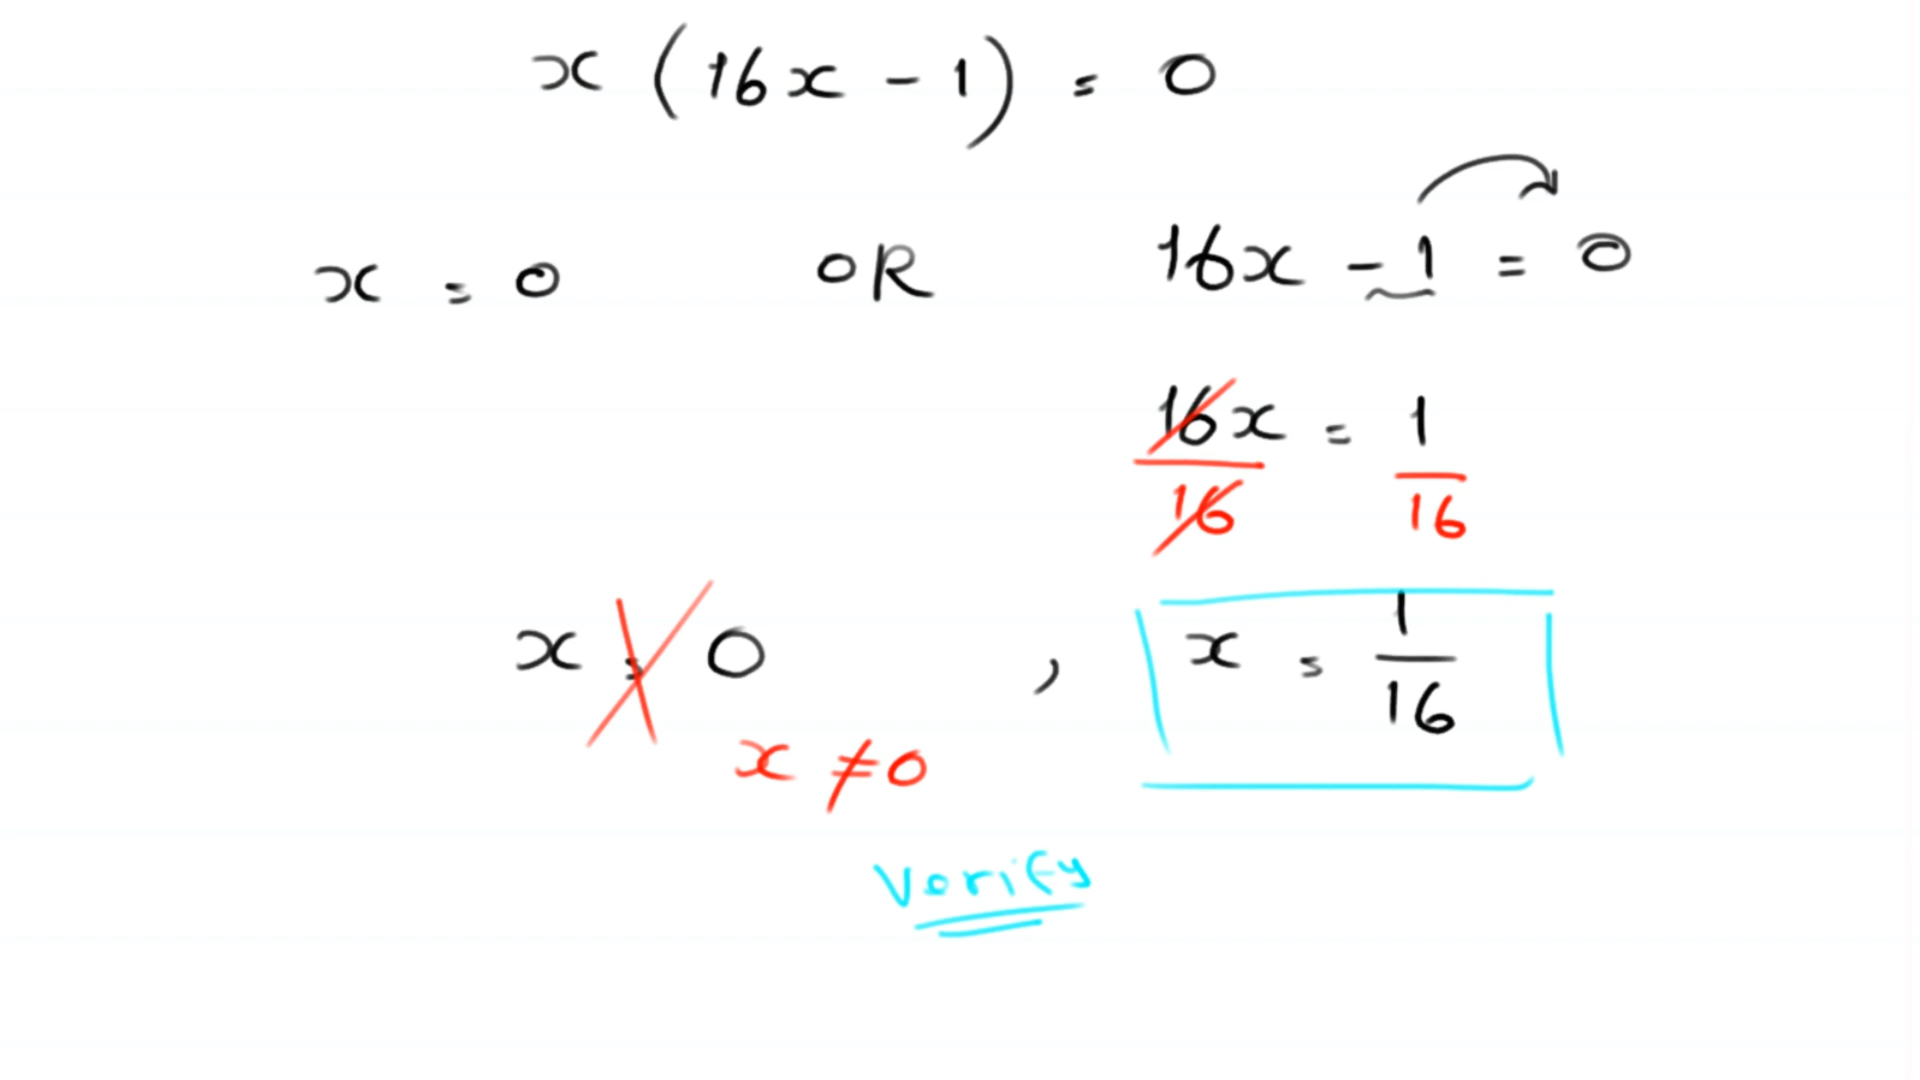 x (16x - 1) = 0
x = 0 OR 16x - 1 = 0
16x/16 = 1/16
x = 0 , x = 1/16
x ≠ 0
Verify